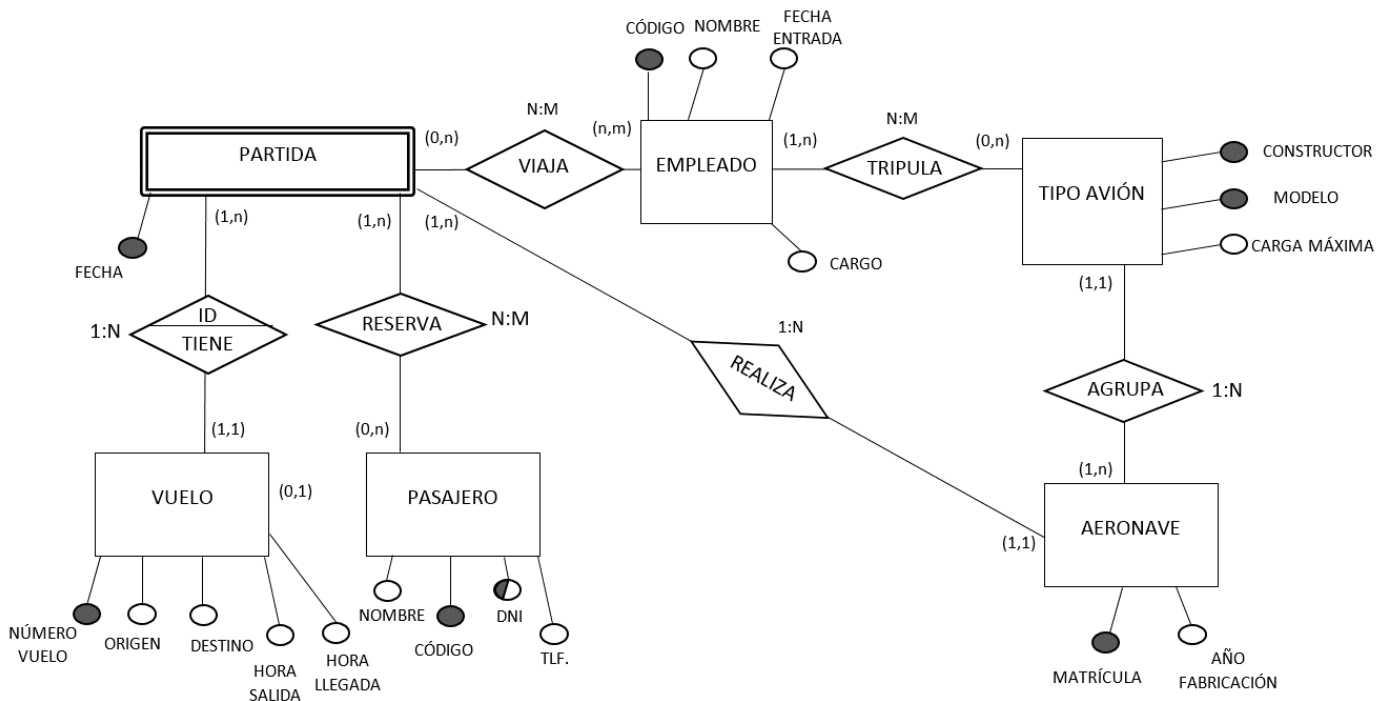 CÓDIGO
NOMBRE
FECHA
ENTRADA
N:M
N:M
(0,n)
(n,m)
(1,n)
(0,n)
PARTIDA
VIAJA
EMPLEADO
TRIPULA
TIPO AVIÓN
CONSTRUCTOR
MODELO
CARGA MÁXIMA
(1,n)
(1,n)
(1,n)
FECHA
CARGO
(1,1)
1:N
ID
TIENE
RESERVA
N:M
1:N
REALIZA
AGRUPA
1:N
(1,1)
(0,n)
(1,n)
VUELO
(0,1)
PASAJERO
AERONAVE
(1,1)
NÚMERO
VUELO
ORIGEN
DESTINO
HORA
SALIDA
HORA
LLEGADA
NOMBRE
CÓDIGO
DNI
TLF.
MATRÍCULA
AÑO
FABRICACIÓN